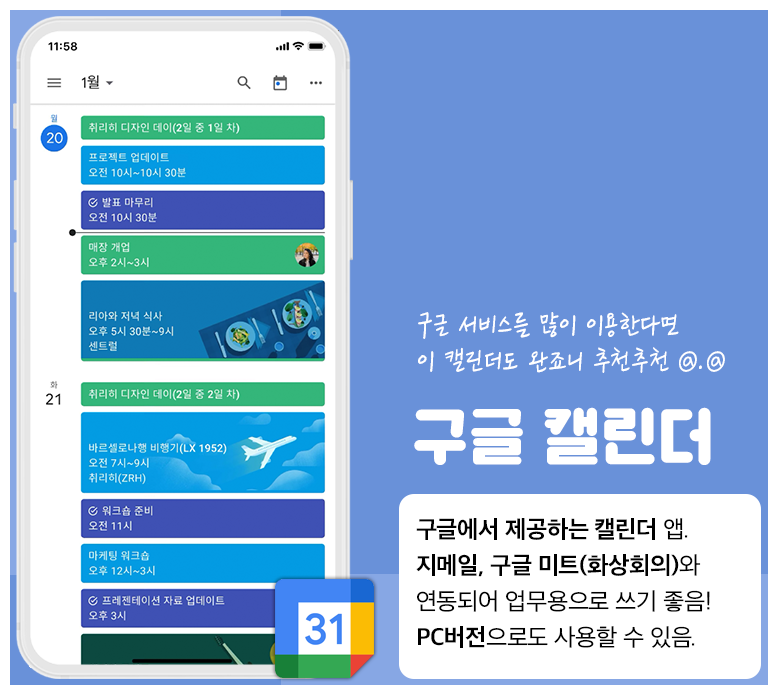 11:58
1월
월
20
취리히 디자인 데이(2일 중 1일 차)
프로젝트 업데이트
오전 10시~10시 30분
발표 마무리
오전 10시 30분
매장 개업
오후 2시~3시
리아와 저녁 식사
오후 5시 30분~9시
센트럴
화
21
취리히 디자인 데이(2일 중 2일 차)
바르셀로나행 비행기(LX 1952)
오전 7시~9시
취리히(ZRH)
워크숍 준비
오전 11시
마케팅 워크숍
오후 12시~3시
프레젠테이션 자료 업데이트
오후 3시
31
구글 서비스를 많이 이용한다면
이 캘린더도 완죠니 추천추천 @.@
구글 캘린더
구글에서 제공하는 캘린더 앱.
지메일, 구글 미트(화상회의)와
연동되어 업무용으로 쓰기 좋음!
PC버전으로도 사용할 수 있음.